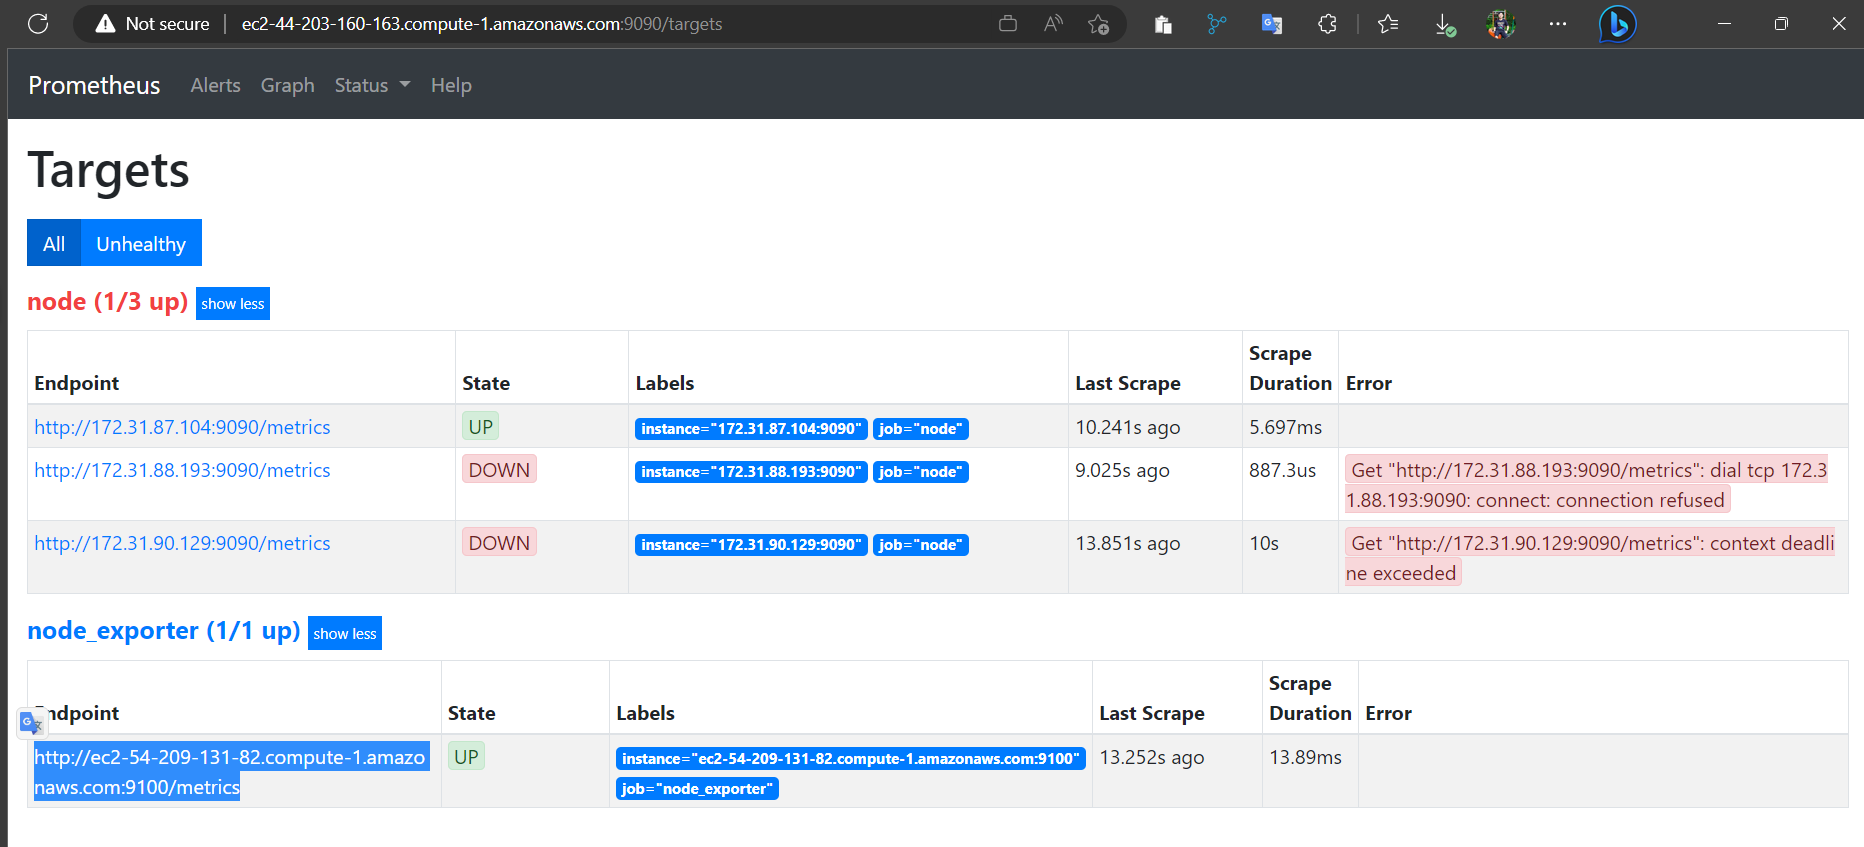 Not secure | ec2-44-203-160-163.compute-1.amazonaws.com:9090/targets
Prometheus Alerts Graph Status Help
Targets
All Unhealthy
node (1/3 up) show less
Endpoint State Labels Last Scrape Scrape Duration Error
http://172.31.87.104:9090/metrics UP instance="172.31.87.104:9090" job="node" 10.241s ago 5.697ms
http://172.31.88.193:9090/metrics DOWN instance="172.31.88.193:9090" job="node" 9.025s ago 887.3us Get "http://172.31.88.193:9090/metrics": dial tcp 172.3
1.88.193:9090: connect: connection refused
http://172.31.90.129:9090/metrics DOWN instance="172.31.90.129:9090" job="node" 13.851s ago 10s Get "http://172.31.90.129:9090/metrics": context deadli
ne exceeded
node_exporter (1/1 up) show less
Endpoint State Labels Last Scrape Scrape Duration Error
http://ec2-54-209-131-82.compute-1.amazo UP instance="ec2-54-209-131-82.compute-1.amazonaws.com:9100" 13.252s ago 13.89ms
naws.com:9100/metrics job="node_exporter"